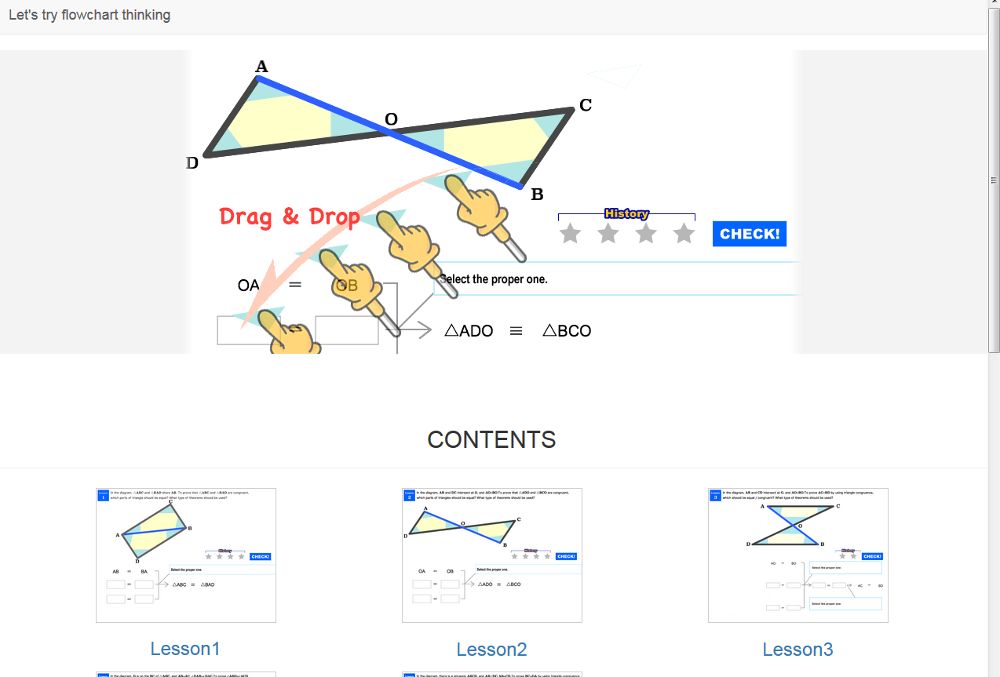 Let's try flowchart thinking
A
C
O
D
B
Drag & Drop
History
CHECK!
Select the proper one.
OA = OB
=
△ADO ≡ △BCO
CONTENTS
Lesson 1
In the diagram, △ABC and △BAD share AB. To prove that △ABC and △BAD are congruent,
which parts of triangle should be equal? What type of theorems should be used?
C
A
B
D
History
CHECK!
Select the proper one.
AB = BA
=
△ABC ≡ △BAD
=
Lesson1
Lesson 2
In the diagram, AB and DC intersect at O, and AO=BO.To prove that △ADO and △BCO are congruent,
which parts of triangles should be equal? What type of theorems should be used?
A
O
C
D
B
History
CHECK!
Select the proper one.
OA = OB
=
△ADO ≡ △BCO
=
Lesson2
Lesson 3
In the diagram, AB and CD intersect at O, and AO=BO.To prove AC=BD by using triangle congruence,
which should be equal / congruent? What type of theorems should be used?
A
C
O
D
B
History
CHECK!
AO = BO
Select the proper one.
= ≡ AC = BD
=
Select the proper one.
Lesson3